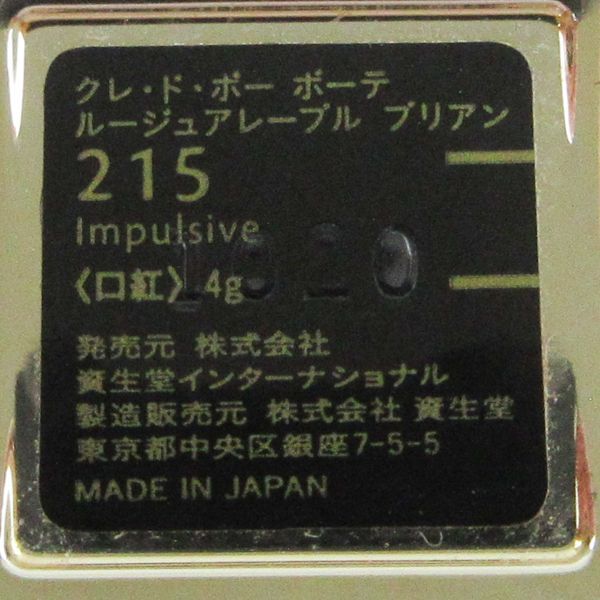 クレ・ド・ポー ボーテ
ルージュアレーブル ブリアン
215
Impulsive
〈口紅〉 4g
1920
発売元 株式会社
資生堂インターナショナル
製造販売元 株式会社 資生堂
東京都中央区銀座7-5-5
MADE IN JAPAN